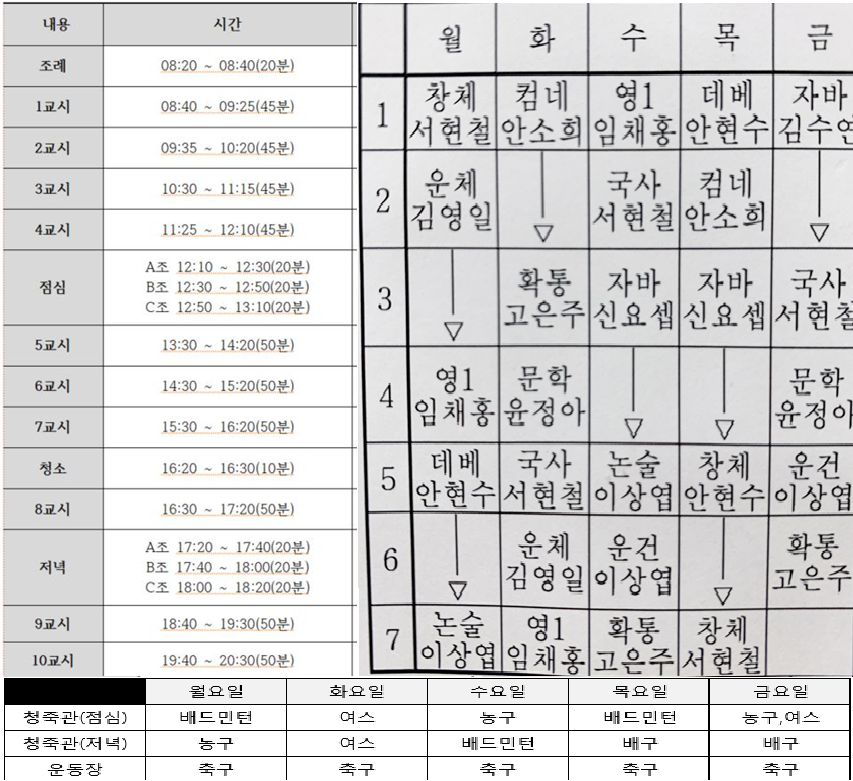 내용 시간
조례 08:20 ~ 08:40(20분)
1교시 08:40 ~ 09:25(45분)
2교시 09:35 ~ 10:20(45분)
3교시 10:30 ~ 11:15(45분)
4교시 11:25 ~ 12:10(45분)
점심 A조 12:10 ~ 12:30(20분)
B조 12:30 ~ 12:50(20분)
C조 12:50 ~ 13:10(20분)
5교시 13:30 ~ 14:20(50분)
6교시 14:30 ~ 15:20(50분)
7교시 15:30 ~ 16:20(50분)
청소 16:20 ~ 16:30(10분)
8교시 16:30 ~ 17:20(50분)
저녁 A조 17:20 ~ 17:40(20분)
B조 17:40 ~ 18:00(20분)
C조 18:00 ~ 18:20(20분)
9교시 18:40 ~ 19:30(50분)
10교시 19:40 ~ 20:30(50분)
월 화 수 목 금
1 창체 컴네 영1 데베 자바
서현철 안소희 임채홍 안현수 김수연
2 운체 국사 컴네
김영일 서현철 안소희
3 확통 자바 자바 국사
고은주 신요셉 신요셉 서현철
4 영1 문학 문학
임채홍 윤정아 윤정아
5 데베 국사 논술 창체 운건
안현수 서현철 이상엽 안현수 이상엽
6 운체 운건 확통
김영일 이상엽 고은주
7 논술 영1 확통 창체
이상엽 임채홍 고은주 서현철
월요일 화요일 수요일 목요일 금요일
청죽관(점심) 배드민턴 여스 농구 배드민턴 농구,여스
청죽관(저녁) 농구 여스 배드민턴 배구 배구
운동장 축구 축구 축구 축구 축구